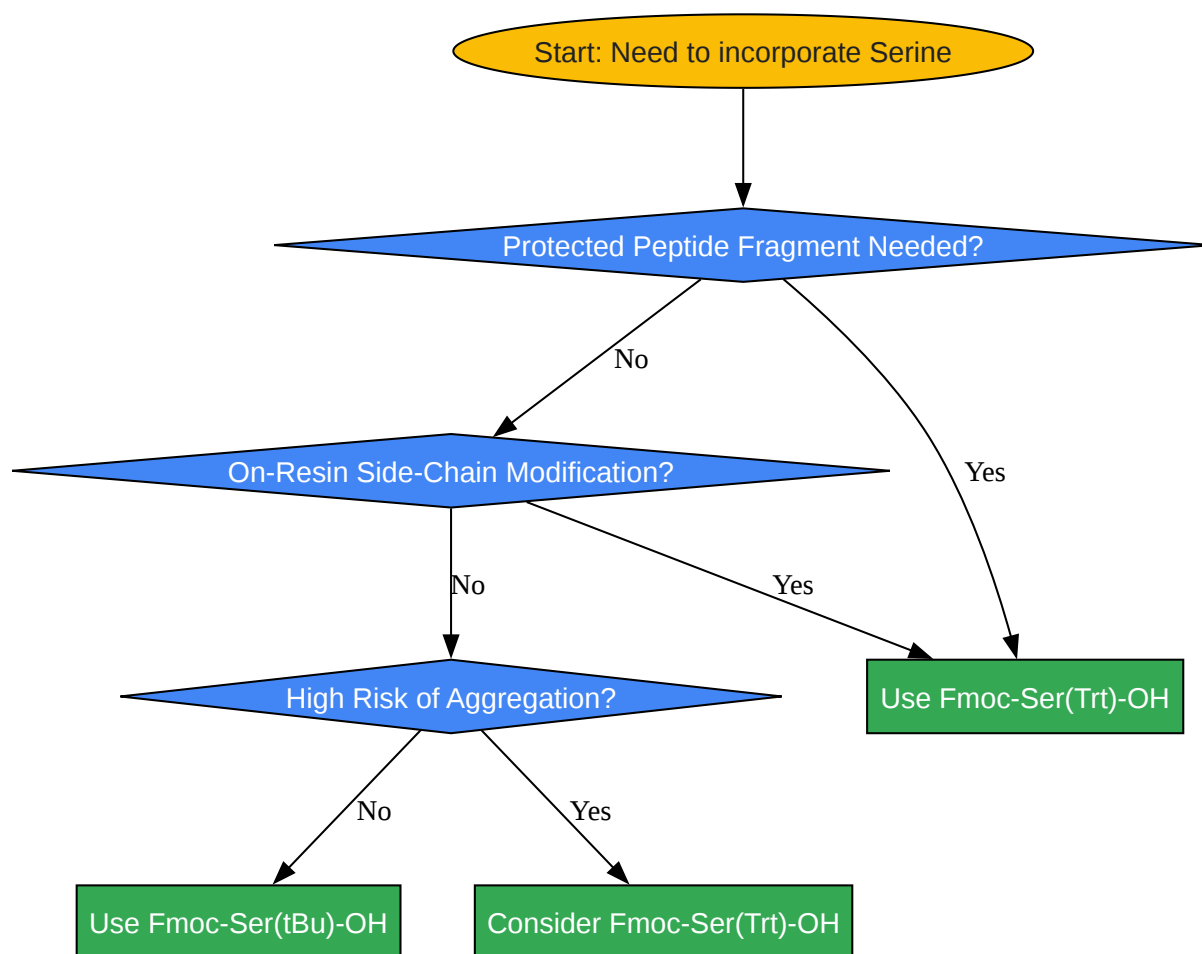 Start: Need to incorporate Serine
Protected Peptide Fragment Needed?
No
On-Resin Side-Chain Modification?
Yes
No
Yes
High Risk of Aggregation?
Use Fmoc-Ser(Trt)-OH
No
Yes
Use Fmoc-Ser(tBu)-OH
Consider Fmoc-Ser(Trt)-OH